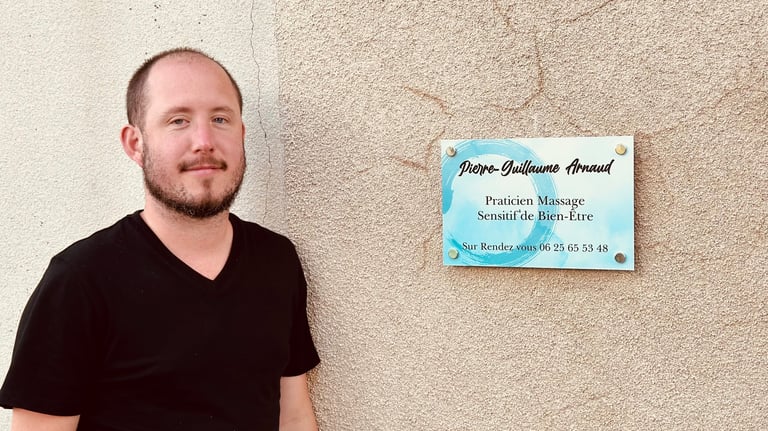 Pierre-Guillaume Arnaud
Praticien Massage
Sensitif de Bien-Être
Sur Rendez vous 06 25 65 53 48